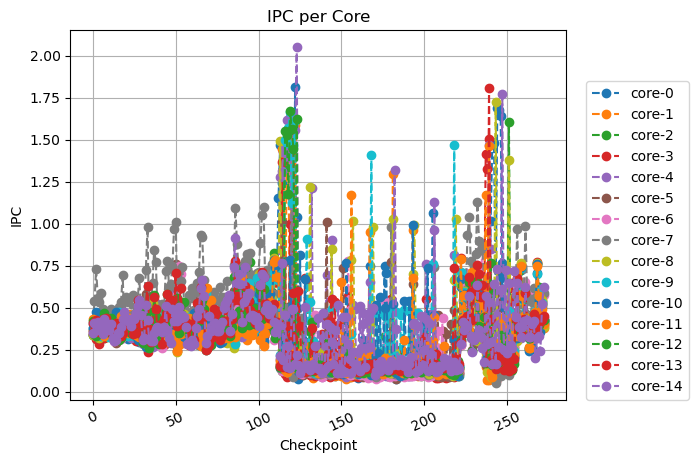 IPC per Core
IPC
2.00
1.75
1.50
1.25
1.00
0.75
0.50
0.25
0.00
0
50
100
150
200
250
Checkpoint
core-0
core-1
core-2
core-3
core-4
core-5
core-6
core-7
core-8
core-9
core-10
core-11
core-12
core-13
core-14